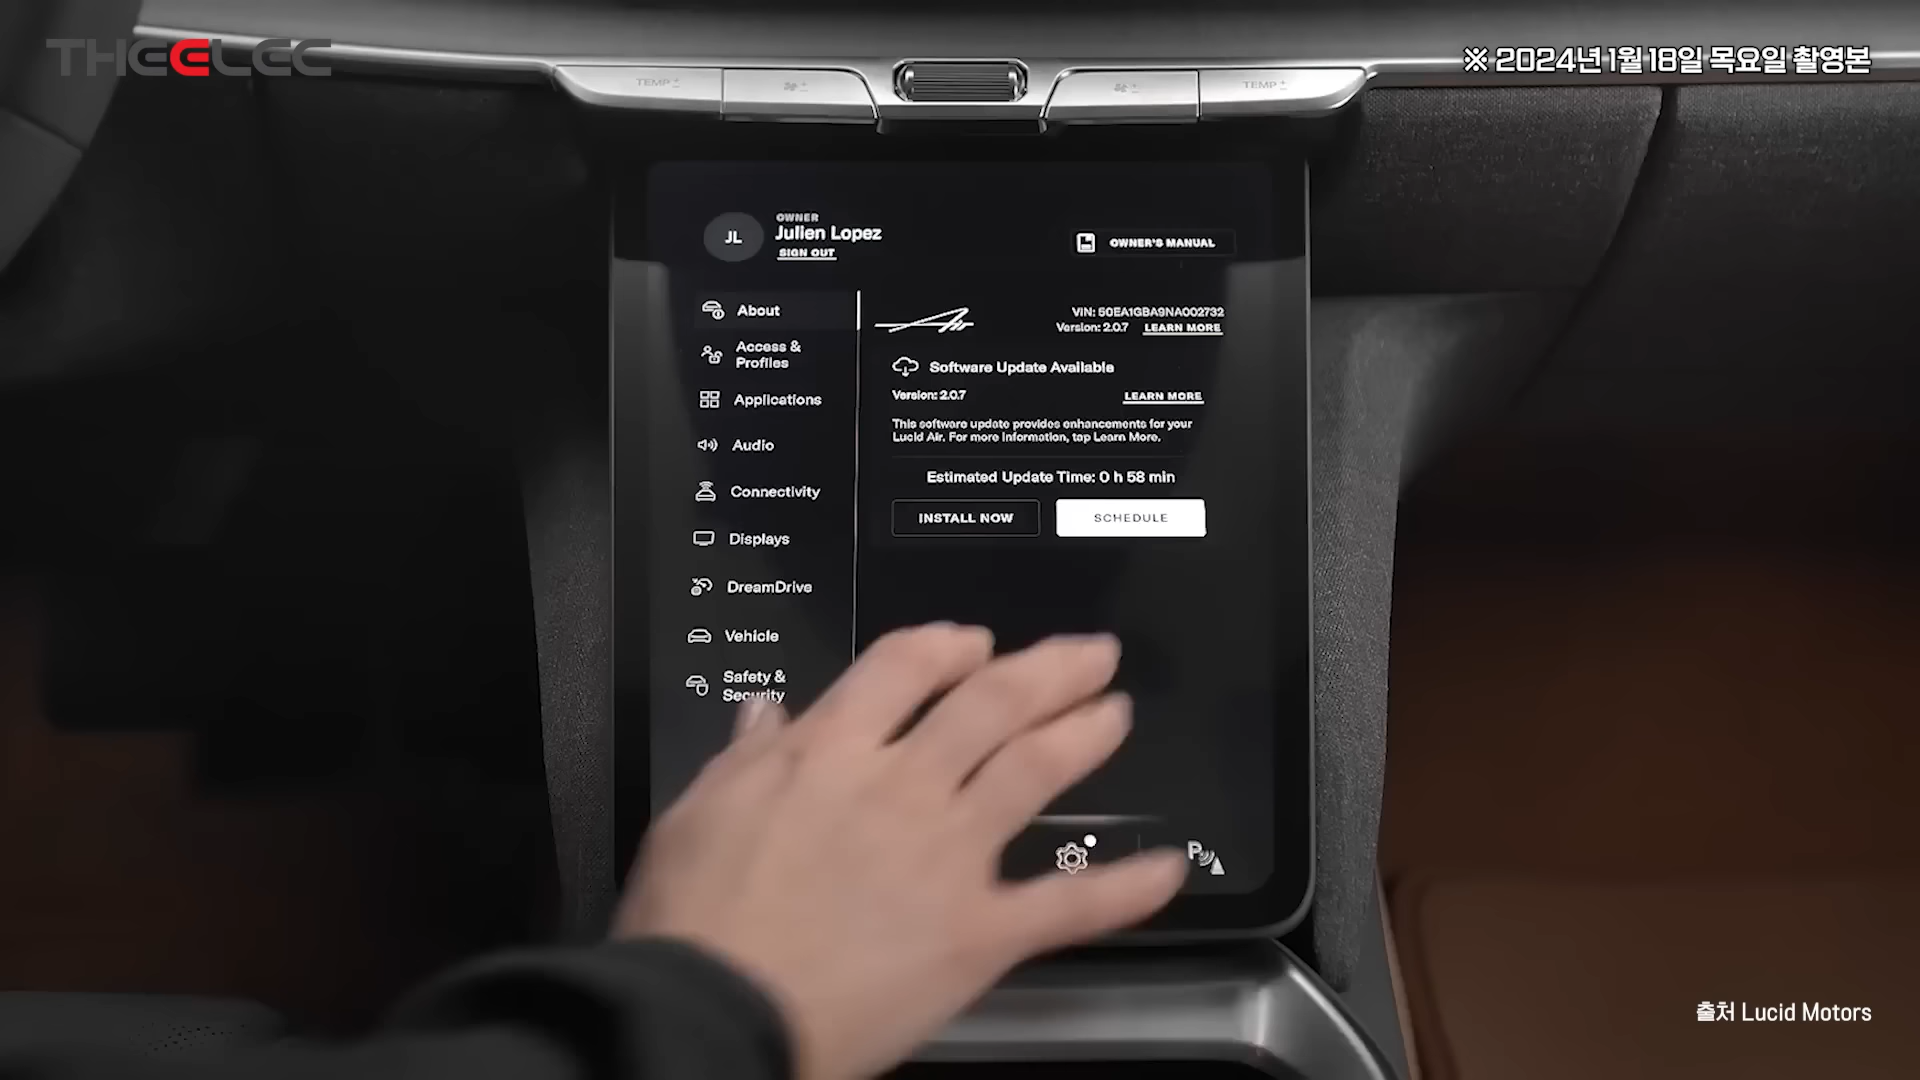 THEELEC
※ 2024년 1월 18일 목요일 촬영본
TEMP
TEMP
JL
OWNER
Julien Lopez
SIGN OUT
OWNER'S MANUAL
About
Access &
Profiles
Applications
Audio
Connectivity
Displays
DreamDrive
Vehicle
Safety &
Security
Air
VIN: 50EA1GBA9NA002732
Version: 2.0.7 LEARN MORE
Software Update Available
Version: 2.0.7 LEARN MORE
This software update provides enhancements for your
Lucid Air. For more information, tap Learn More.
Estimated Update Time: 0 h 58 min
INSTALL NOW
SCHEDULE
P
출처 Lucid Motors